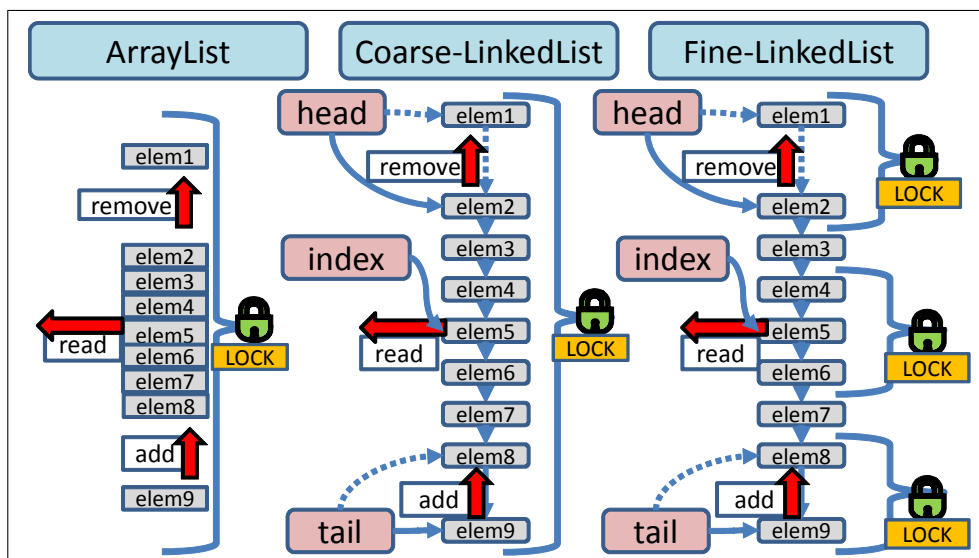 ArrayList
elem1
remove
elem2
elem3
elem4
elem5
read
elem6
elem7
elem8
add
elem9
LOCK
Coarse-LinkedList
head
elem1
remove
elem2
elem3
index
elem4
elem5
read
elem6
elem7
elem8
add
tail
elem9
LOCK
Fine-LinkedList
head
elem1
remove
elem2
LOCK
elem3
index
elem4
elem5
read
elem6
LOCK
elem7
elem8
add
tail
elem9
LOCK